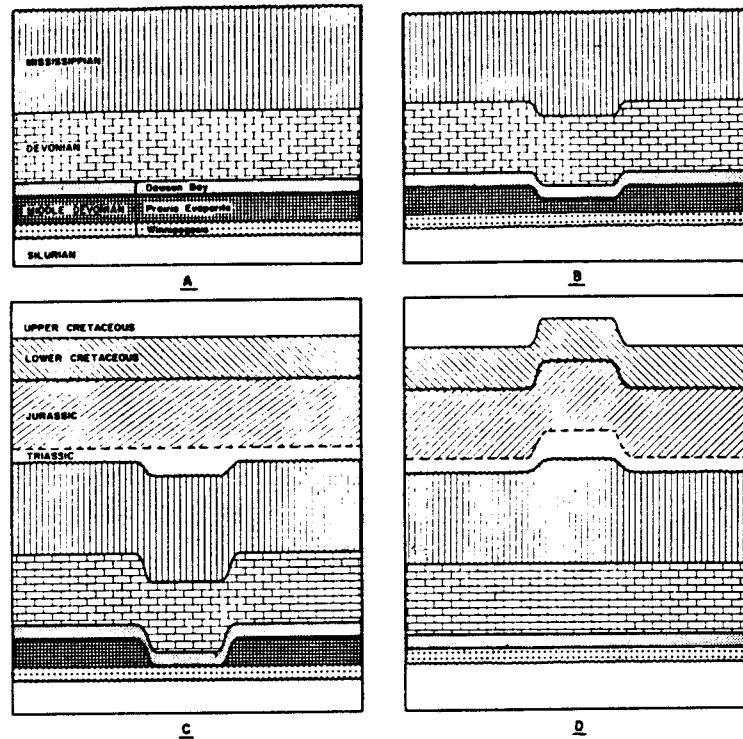 MISSISSIPPIAN
DEVONIAN
Dawson Bay
MIDDLE DEVONIAN
Prairie Evaporite
Winnipegosis
SILURIAN
A
B
UPPER CRETACEOUS
LOWER CRETACEOUS
JURASSIC
TRIASSIC
C
D